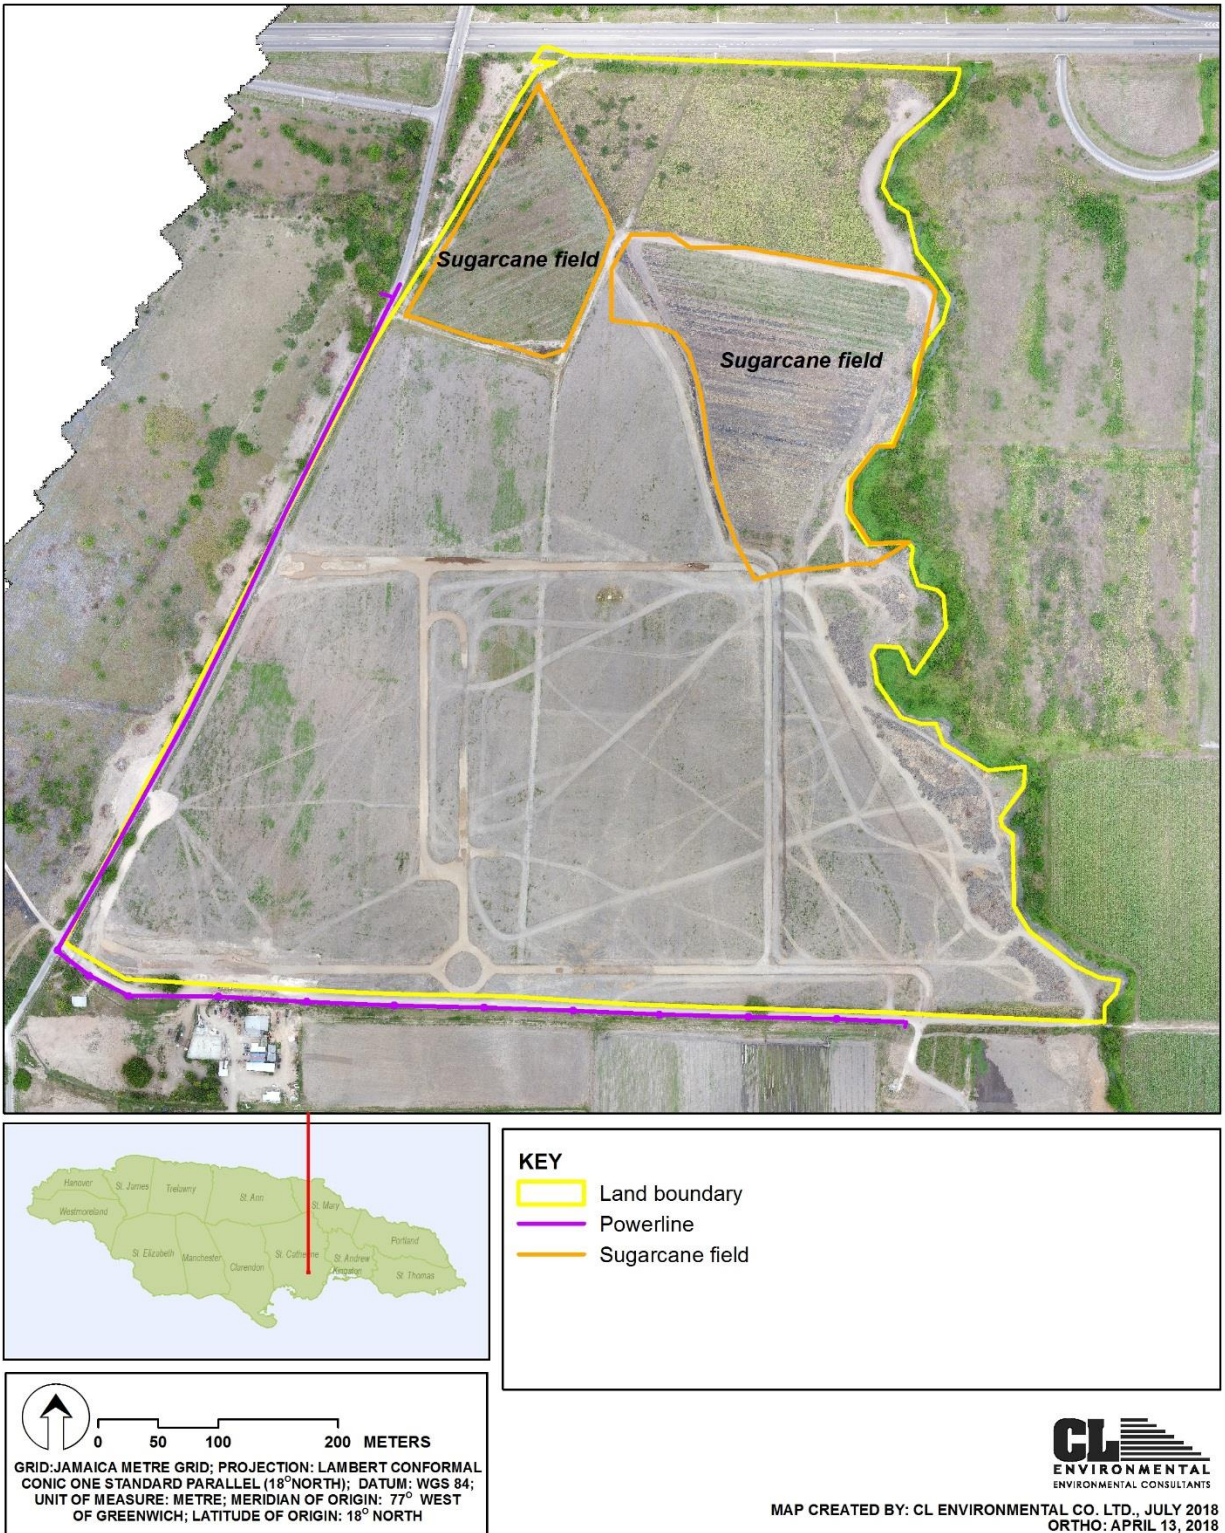 Sugarcane field
Sugarcane field
Hanover
St. James
Trelawny
St. Ann
St. Mary
Westmoreland
Portland
St. Elizabeth
Manchester
St. Catherine
St. Andrew
Clarendon
Kingston
St. Thomas
KEY
Land boundary
Powerline
Sugarcane field
0 50 100 200 METERS
GRID:JAMAICA METRE GRID; PROJECTION: LAMBERT CONFORMAL
CONIC ONE STANDARD PARALLEL (18ONORTH); DATUM: WGS 84;
UNIT OF MEASURE: METRE; MERIDIAN OF ORIGIN: 77O WEST
OF GREENWICH; LATITUDE OF ORIGIN: 18O NORTH
CL
ENVIRONMENTAL
ENVIRONMENTAL CONSULTANTS
MAP CREATED BY: CL ENVIRONMENTAL CO. LTD., JULY 2018
ORTHO: APRIL 13, 2018